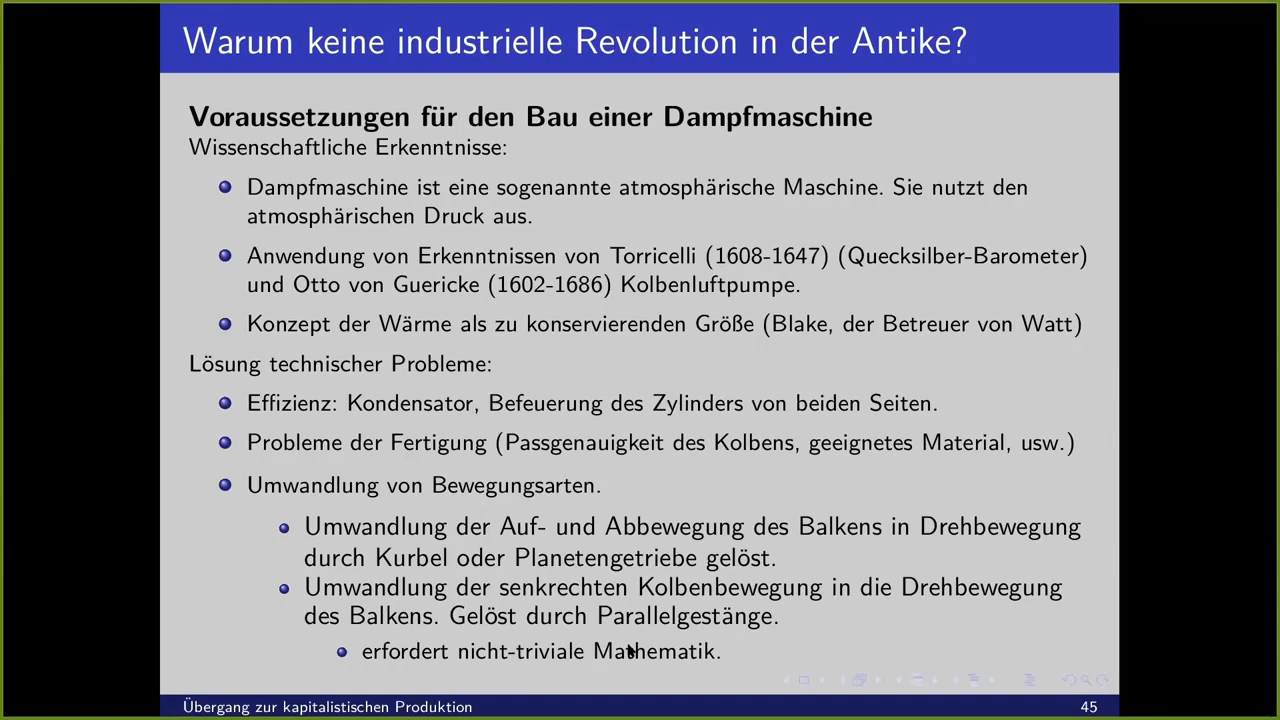 Warum keine industrielle Revolution in der Antike?
Voraussetzungen für den Bau einer Dampfmaschine
Wissenschaftliche Erkenntnisse:
Dampfmaschine ist eine sogenannte atmosphärische Maschine. Sie nutzt den
atmosphärischen Druck aus.
Anwendung von Erkenntnissen von Torricelli (1608-1647) (Quecksilber-Barometer)
und Otto von Guericke (1602-1686) Kolbenluftpumpe.
Konzept der Wärme als zu konservierenden Größe (Blake, der Betreuer von Watt)
Lösung technischer Probleme:
Effizienz: Kondensator, Befeuerung des Zylinders von beiden Seiten.
Probleme der Fertigung (Passgenauigkeit des Kolbens, geeignetes Material, usw.)
Umwandlung von Bewegungsarten.
Umwandlung der Auf- und Abbewegung des Balkens in Drehbewegung
durch Kurbel oder Planetengetriebe gelöst.
Umwandlung der senkrechten Kolbenbewegung in die Drehbewegung
des Balkens. Gelöst durch Parallelgestänge.
erfordert nicht-triviale Mathematik.
Übergang zur kapitalistischen Produktion 45